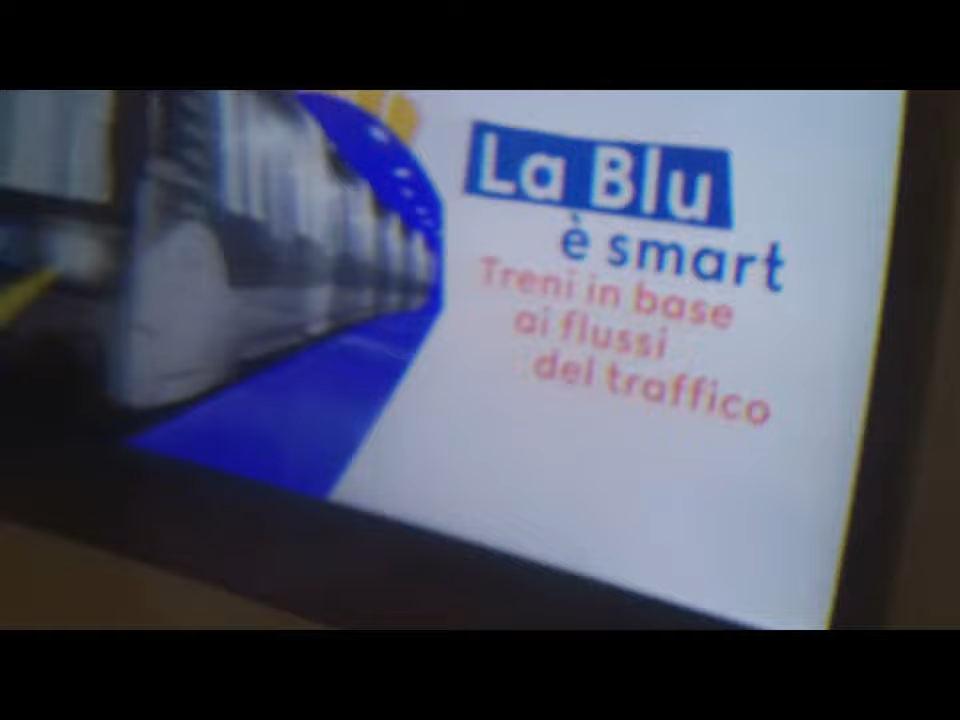 La Blu
è smart
Treni in base
ai flussi
del traffico